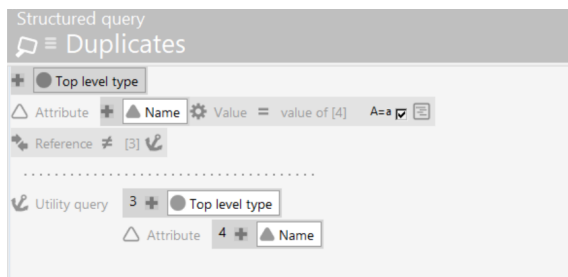 Structured query
Duplicates
Top level type
Attribute Name Value = value of [4] A=a
Reference ≠ [3]
Utility query 3 Top level type
Attribute 4 Name